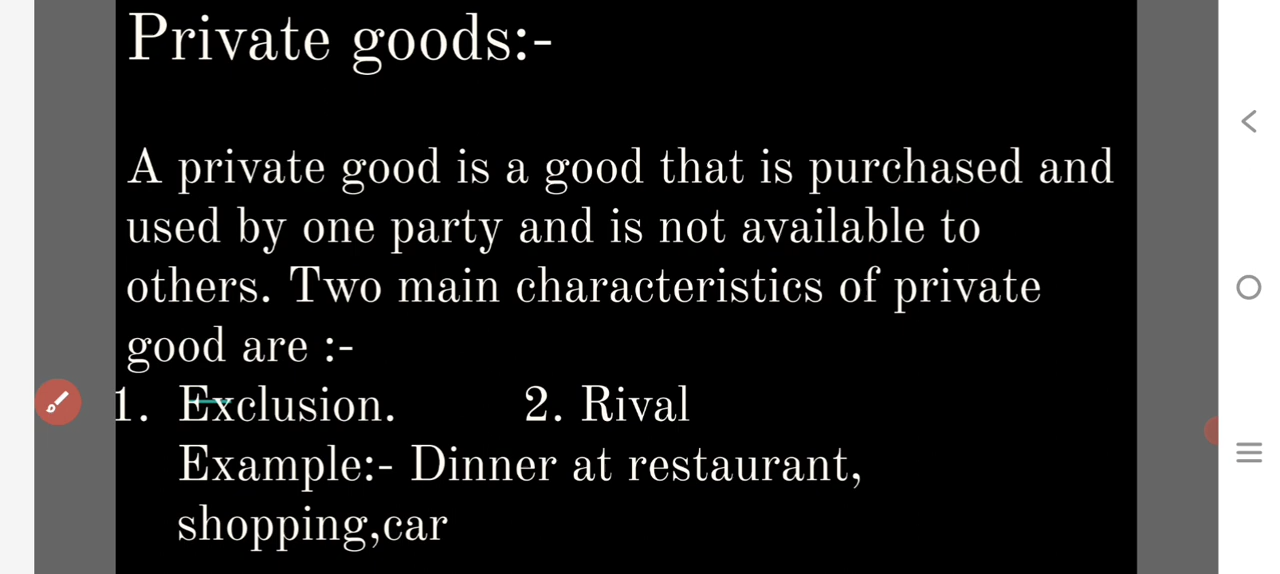 Private goods:-
A private good is a good that is purchased and
used by one party and is not available to
others. Two main characteristics of private
good are :-
1. Exclusion. 2. Rival
Example:- Dinner at restaurant,
shopping,car